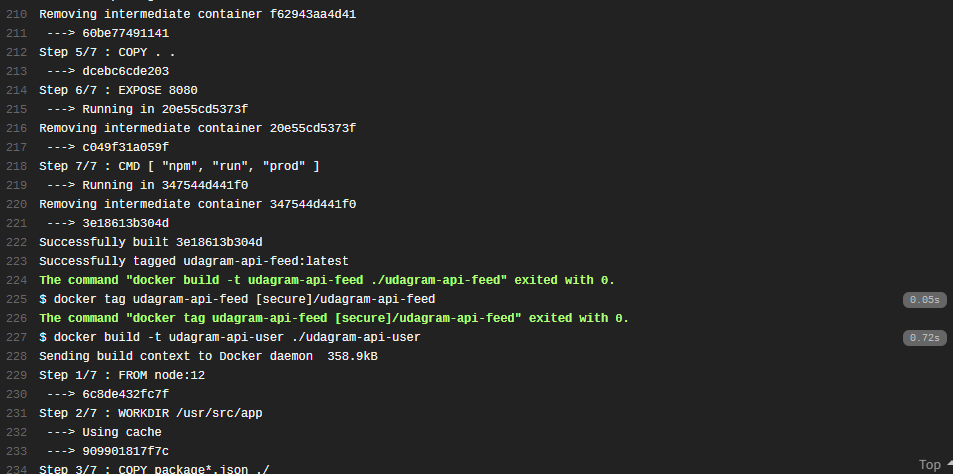 210 Removing intermediate container f62943aa4d41
211 ---> 60be77491141
212 Step 5/7 : COPY . .
213 ---> dcebc6cde203
214 Step 6/7 : EXPOSE 8080
215 ---> Running in 20e55cd5373f
216 Removing intermediate container 20e55cd5373f
217 ---> c049f31a059f
218 Step 7/7 : CMD [ "npm", "run", "prod" ]
219 ---> Running in 347544d441f0
220 Removing intermediate container 347544d441f0
221 ---> 3e18613b304d
222 Successfully built 3e18613b304d
223 Successfully tagged udagram-api-feed:latest
224 The command "docker build -t udagram-api-feed ./udagram-api-feed" exited with 0.
225 $ docker tag udagram-api-feed [secure]/udagram-api-feed 0.05s
226 The command "docker tag udagram-api-feed [secure]/udagram-api-feed" exited with 0.
227 $ docker build -t udagram-api-user ./udagram-api-user 0.72s
228 Sending build context to Docker daemon 358.9kB
229 Step 1/7 : FROM node:12
230 ---> 6c8de432fc7f
231 Step 2/7 : WORKDIR /usr/src/app
232 ---> Using cache
233 ---> 909901817f7c
234 Step 3/7 : COPY package*.json ./
Top